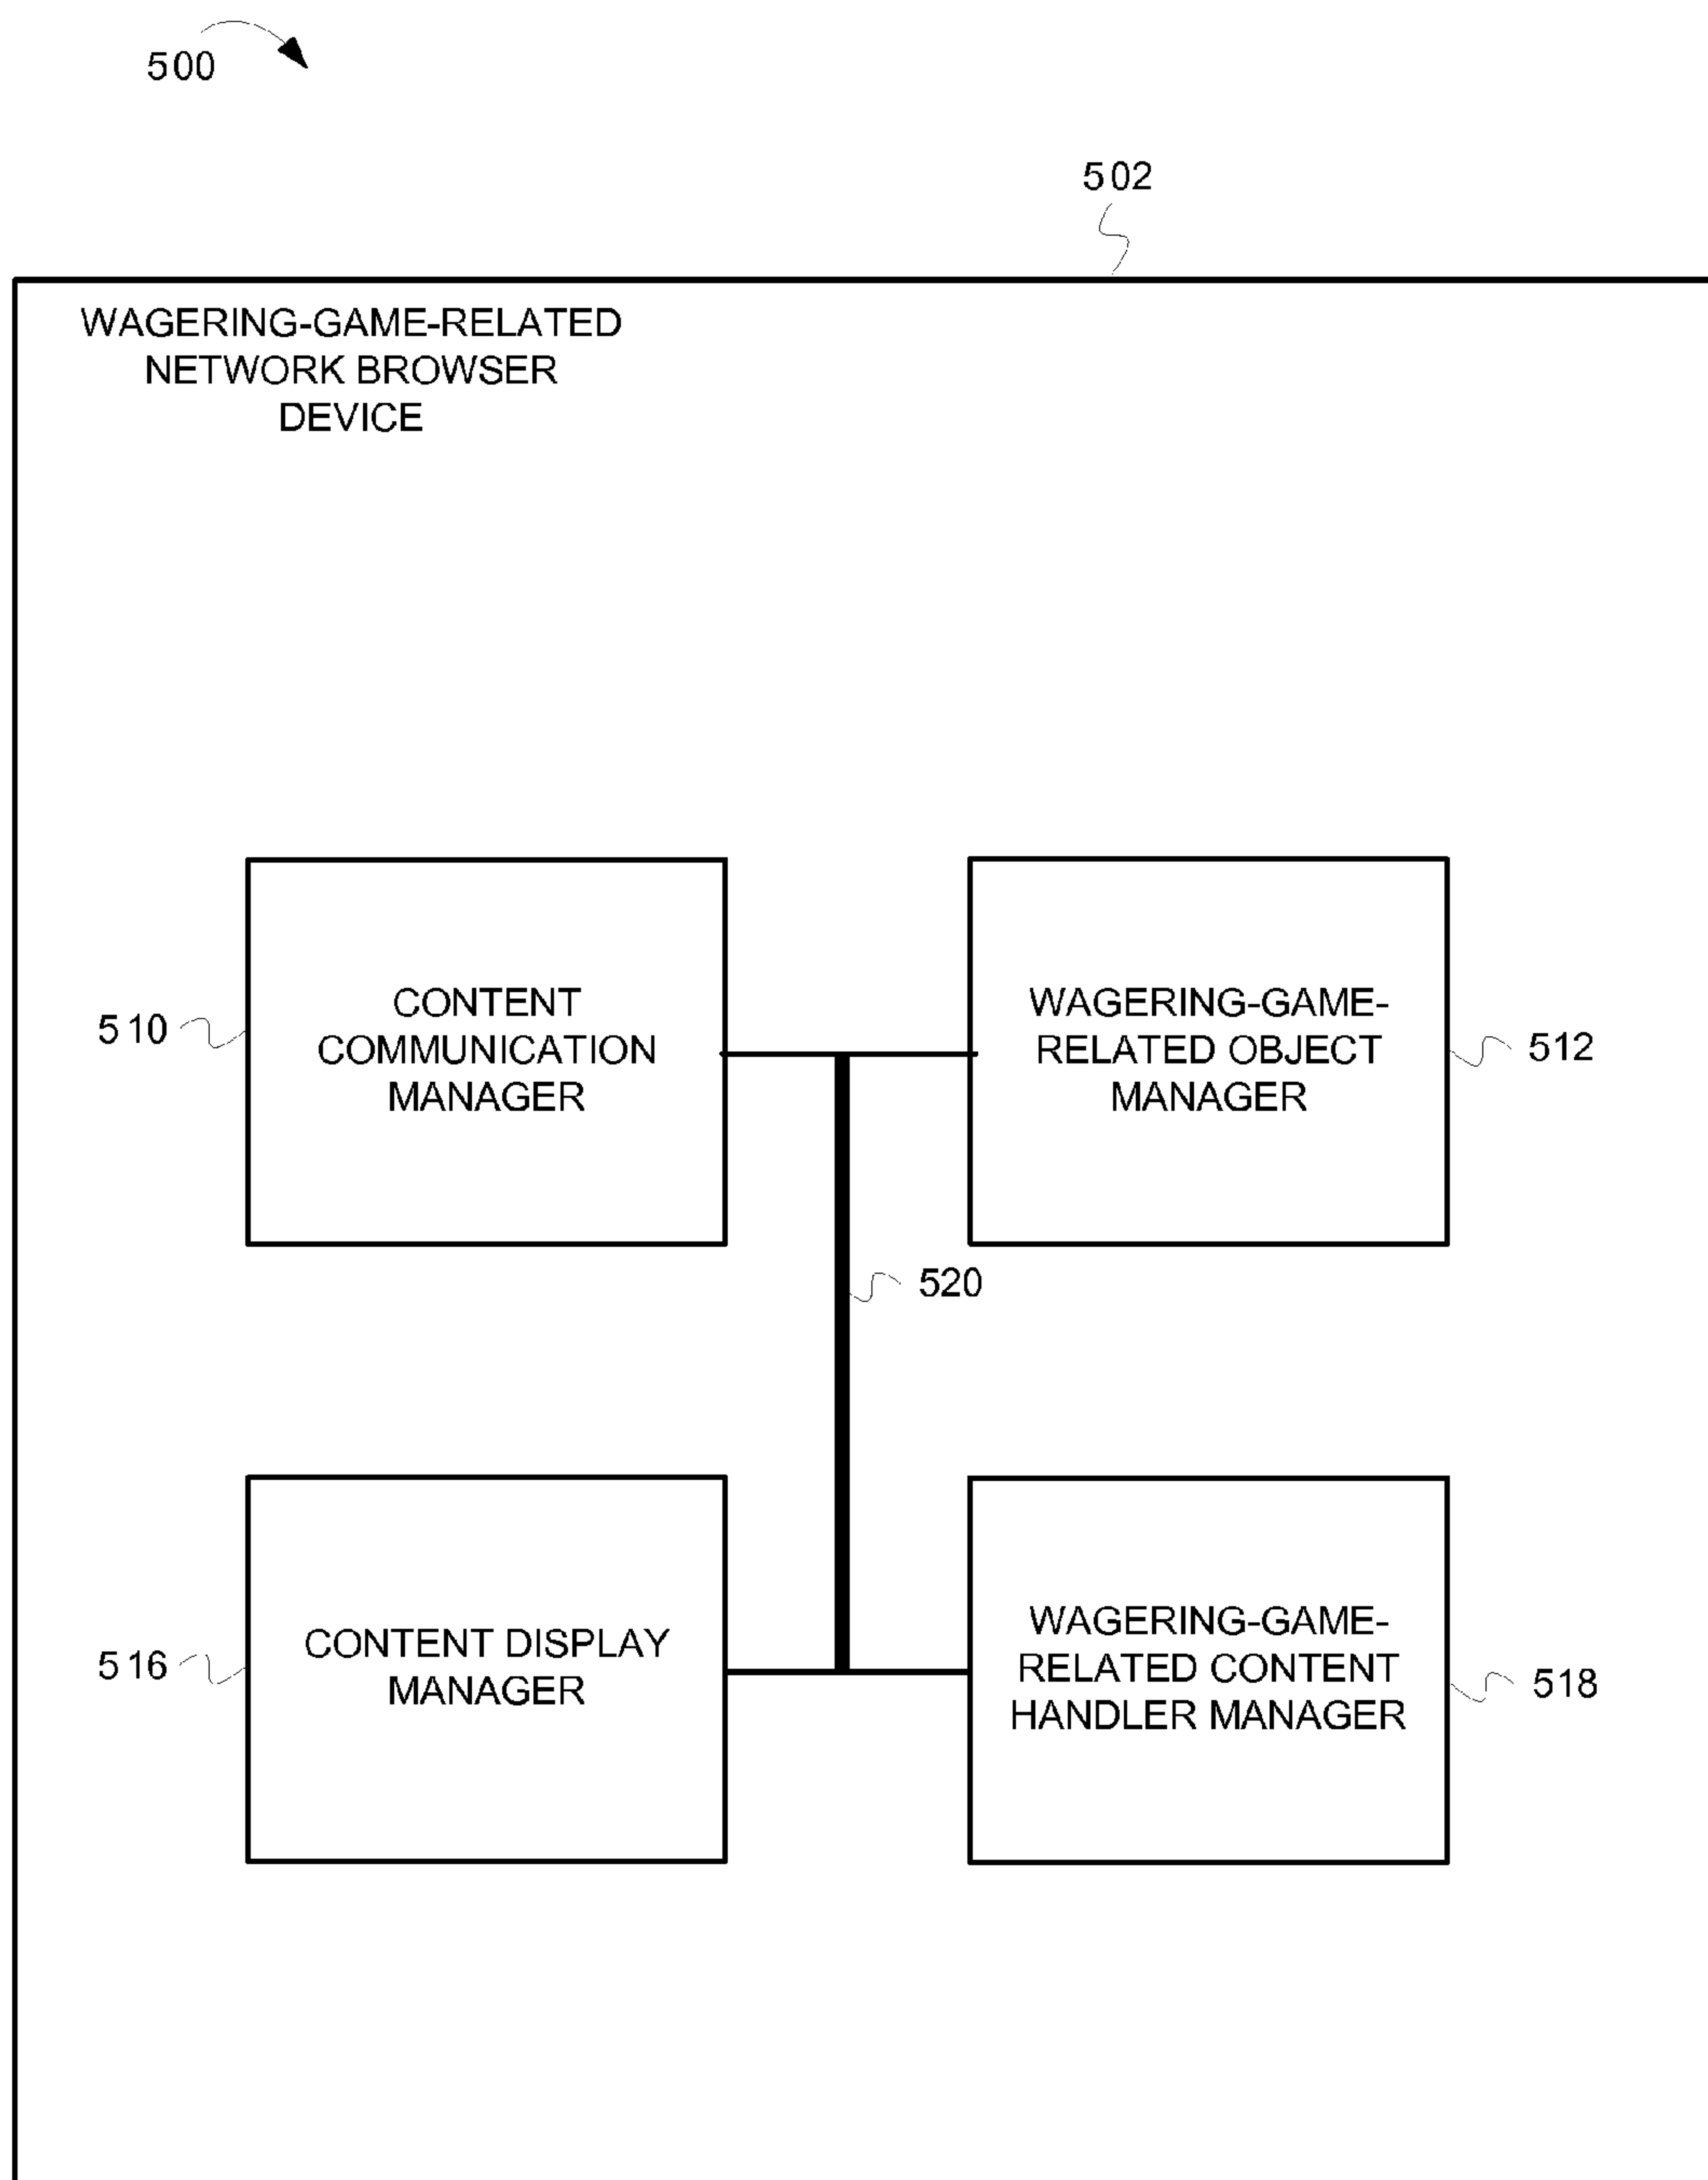 500
502
WAGERING-GAME-RELATED
NETWORK BROWSER
DEVICE
510
CONTENT
COMMUNICATION
MANAGER
WAGERING-GAME-
RELATED OBJECT
MANAGER
512
520
516
CONTENT DISPLAY
MANAGER
WAGERING-GAME-
RELATED CONTENT
HANDLER MANAGER
518